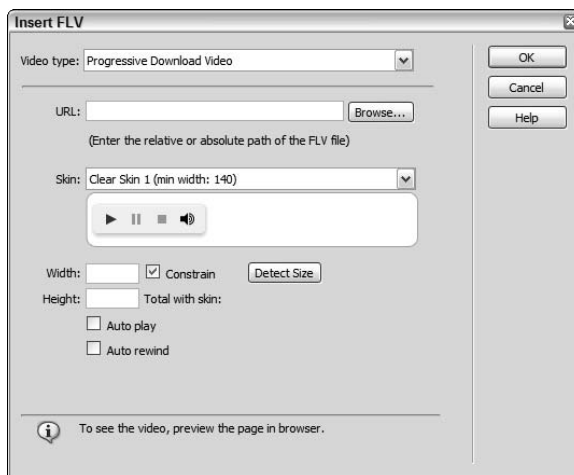 Insert FLV
Video type: Progressive Download Video
OK
Cancel
Help
URL: Browse...
(Enter the relative or absolute path of the FLV file)
Skin: Clear Skin 1 (min width: 140)
Width: Constrain Detect Size
Height: Total with skin:
Auto play
Auto rewind
To see the video, preview the page in browser.